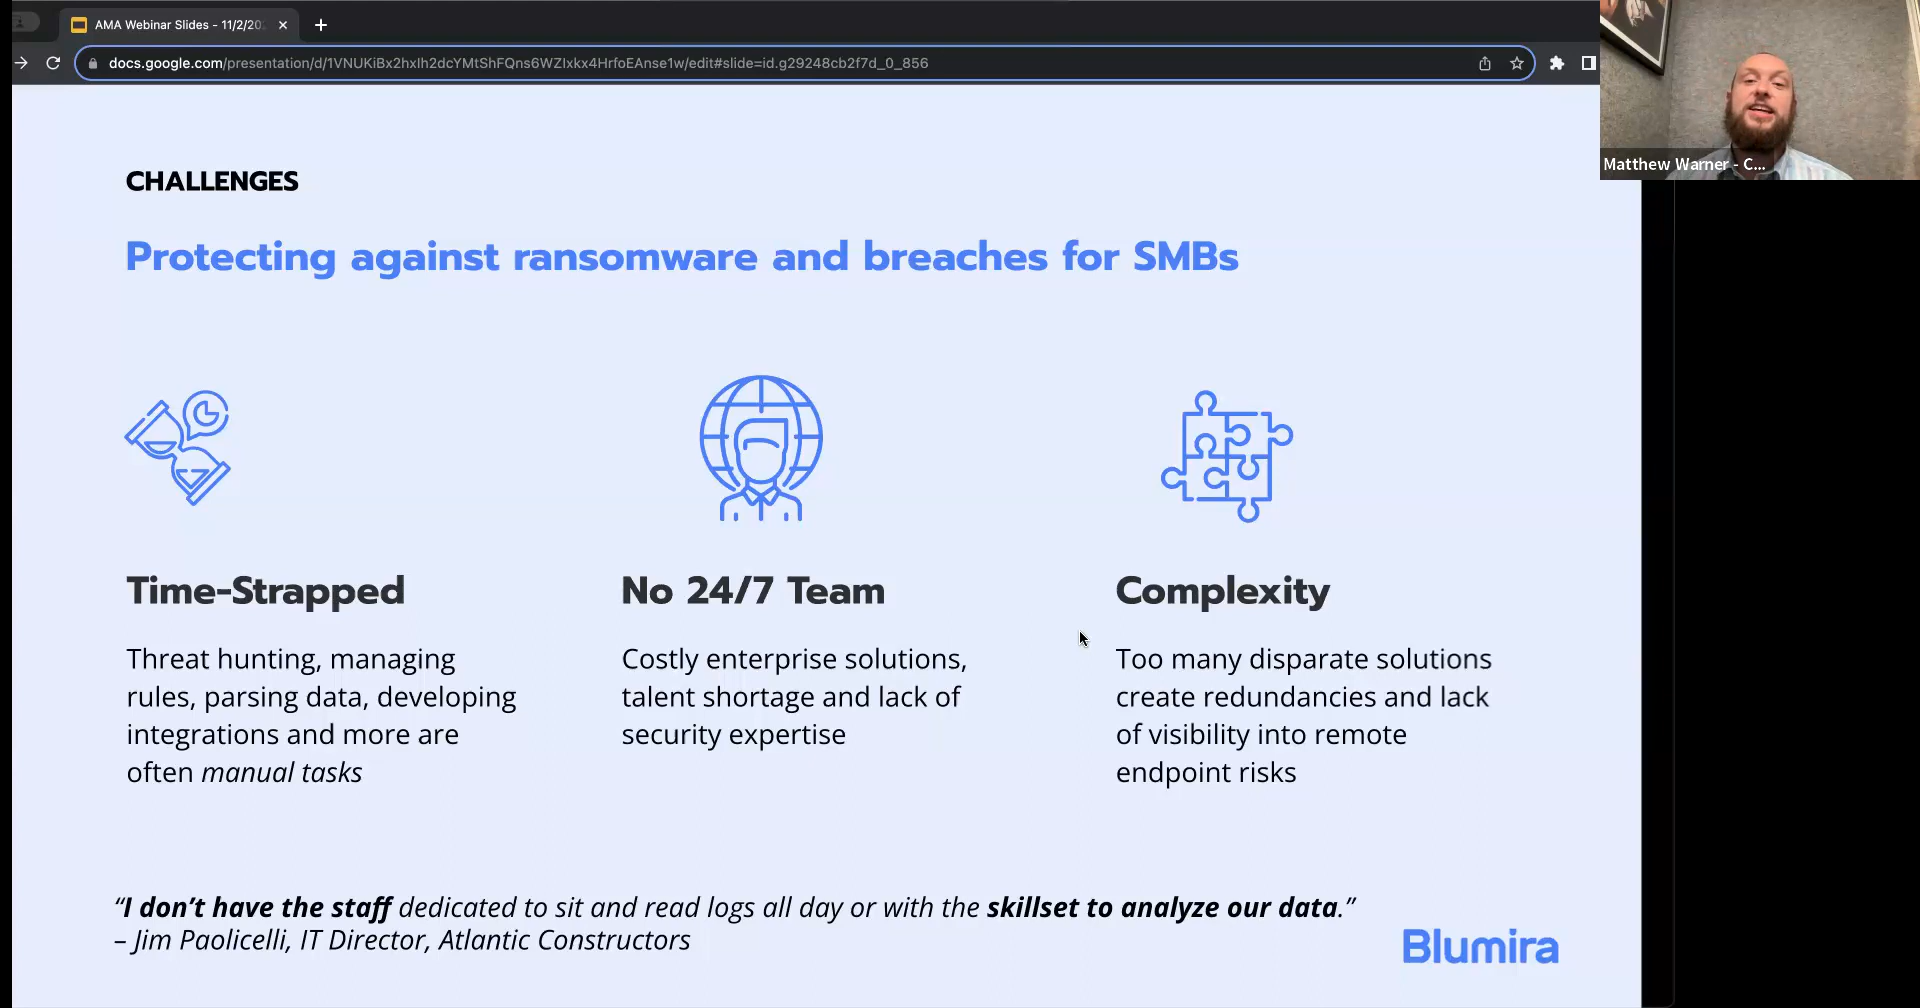 AMA Webinar Slides - 11/2/20
docs.google.com/presentation/d/1VNUKiBx2hxIh2dcYMtShFQns6WZIxkx4HrfoEAnse1w/edit#slide=id.g29248cb2f7d_0_856
Matthew Warner - C...
CHALLENGES
Protecting against ransomware and breaches for SMBs
Time-Strapped
Threat hunting, managing
rules, parsing data, developing
integrations and more are
often manual tasks
No 24/7 Team
Costly enterprise solutions,
talent shortage and lack of
security expertise
Complexity
Too many disparate solutions
create redundancies and lack
of visibility into remote
endpoint risks
“I don’t have the staff dedicated to sit and read logs all day or with the skillset to analyze our data.”
– Jim Paolicelli, IT Director, Atlantic Constructors
Blumira